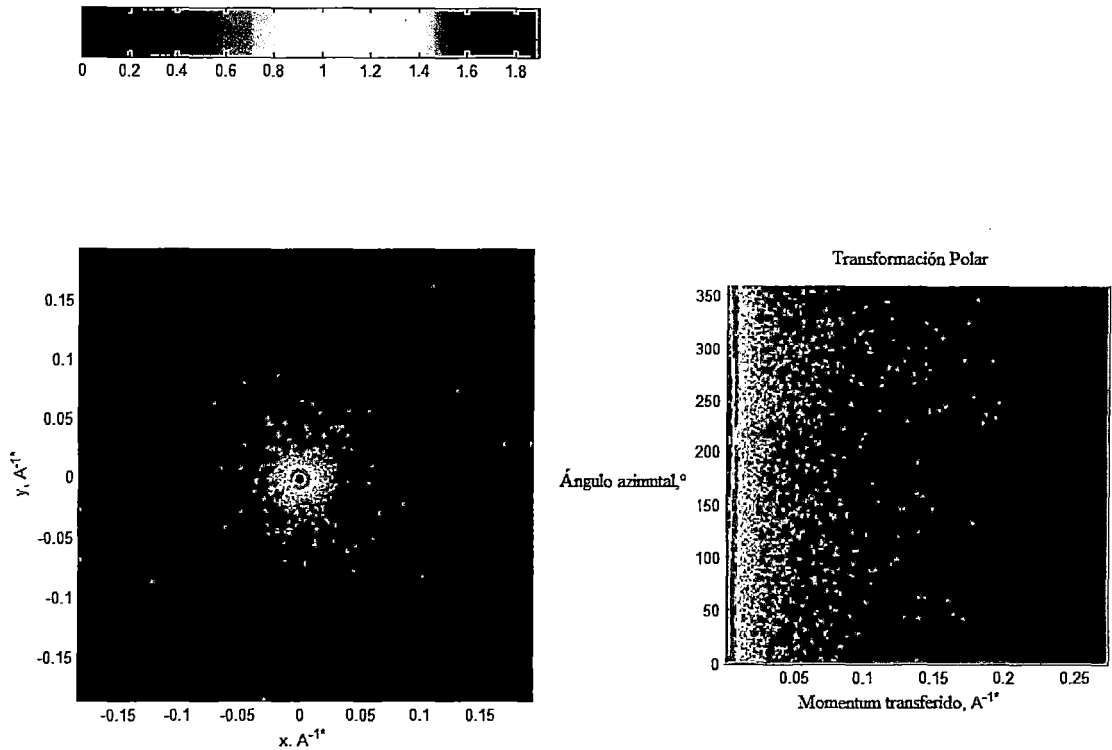 0 0.2 0.4 0.6 0.8 1 1.2 1.4 1.6 1.8
0.15
0.1
0.05
0
-0.05
-0.1
-0.15
y, A⁻¹*
-0.15 -0.1 -0.05 0 0.05 0.1 0.15
x. A⁻¹*
Transformación Polar
350
300
250
200
150
100
50
0
Ángulo azimutal,°
0.05 0.1 0.15 0.2 0.25
Momentum transferido, A⁻¹*